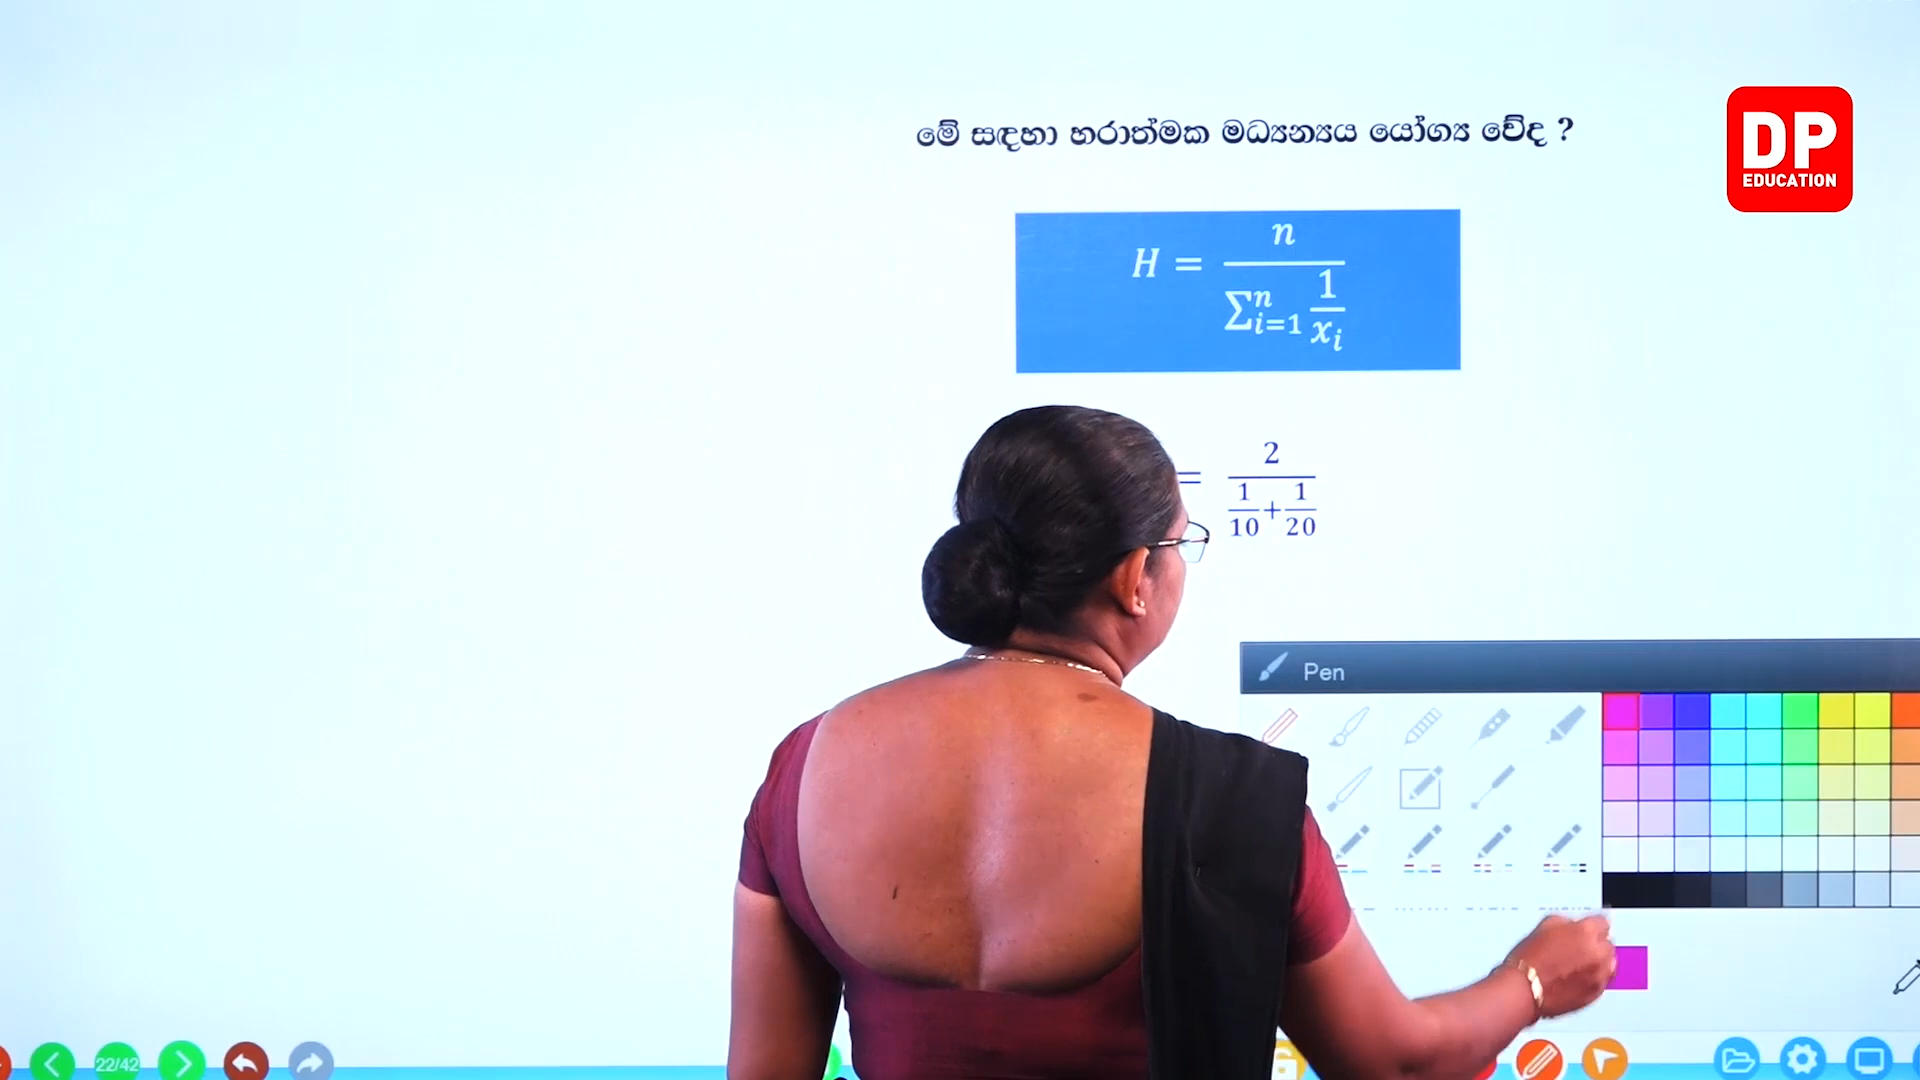 මේ සඳහා හරාත්මක මධ්‍යන්‍යය යෝග්‍ය වේද ?
DP
EDUCATION
H = n / Σⁿᵢ₌₁ 1/xᵢ
= 2 / (1/10 + 1/20)
Pen
22/42